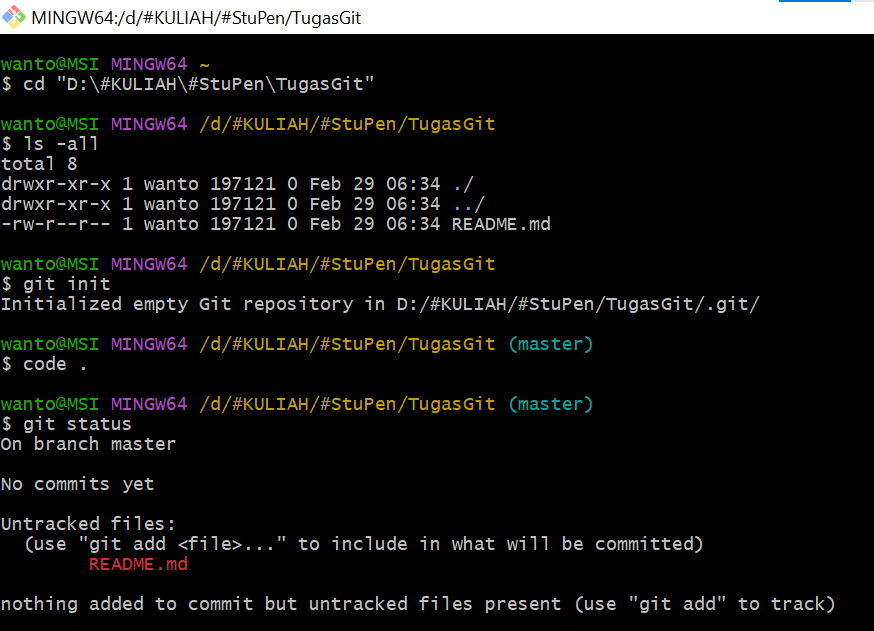 MINGW64:/d/#KULIAH/#StuPen/TugasGit
wanto@MSI MINGW64 ~
$ cd "D:\#KULIAH\#StuPen\TugasGit"
wanto@MSI MINGW64 /d/#KULIAH/#StuPen/TugasGit
$ ls -all
total 8
drwxr-xr-x 1 wanto 197121 0 Feb 29 06:34 ./
drwxr-xr-x 1 wanto 197121 0 Feb 29 06:34 ../
-rw-r--r-- 1 wanto 197121 0 Feb 29 06:34 README.md
wanto@MSI MINGW64 /d/#KULIAH/#StuPen/TugasGit
$ git init
Initialized empty Git repository in D:/#KULIAH/#StuPen/TugasGit/.git/
wanto@MSI MINGW64 /d/#KULIAH/#StuPen/TugasGit (master)
$ code .
wanto@MSI MINGW64 /d/#KULIAH/#StuPen/TugasGit (master)
$ git status
On branch master
No commits yet
Untracked files:
  (use "git add <file>..." to include in what will be committed)
        README.md
nothing added to commit but untracked files present (use "git add" to track)